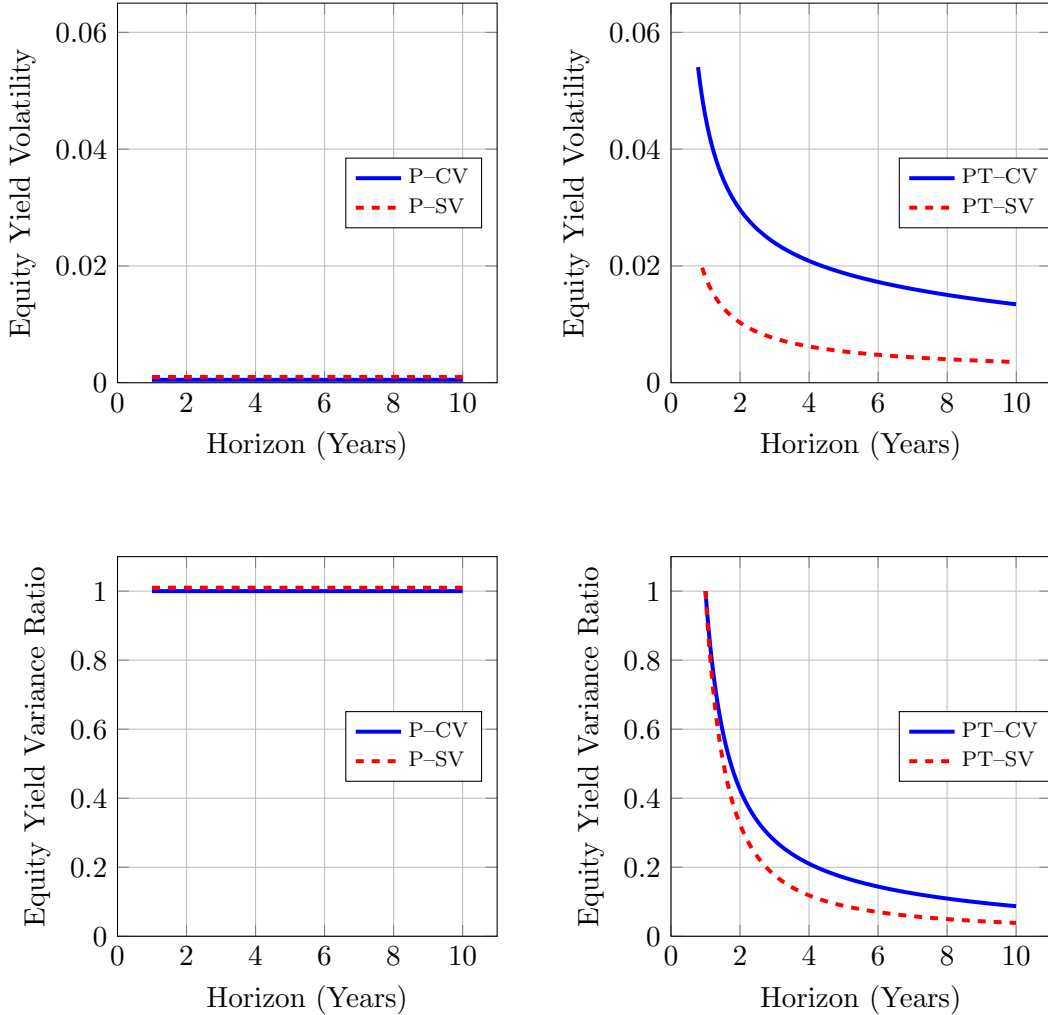 Equity Yield Volatility
0.06
0.04
0.02
0
P–CV
P–SV
0 2 4 6 8 10
Horizon (Years)
Equity Yield Volatility
0.06
0.04
0.02
0
PT–CV
PT–SV
0 2 4 6 8 10
Horizon (Years)
Equity Yield Variance Ratio
1
0.8
0.6
0.4
0.2
0
P–CV
P–SV
0 2 4 6 8 10
Horizon (Years)
Equity Yield Variance Ratio
1
0.8
0.6
0.4
0.2
0
PT–CV
PT–SV
0 2 4 6 8 10
Horizon (Years)